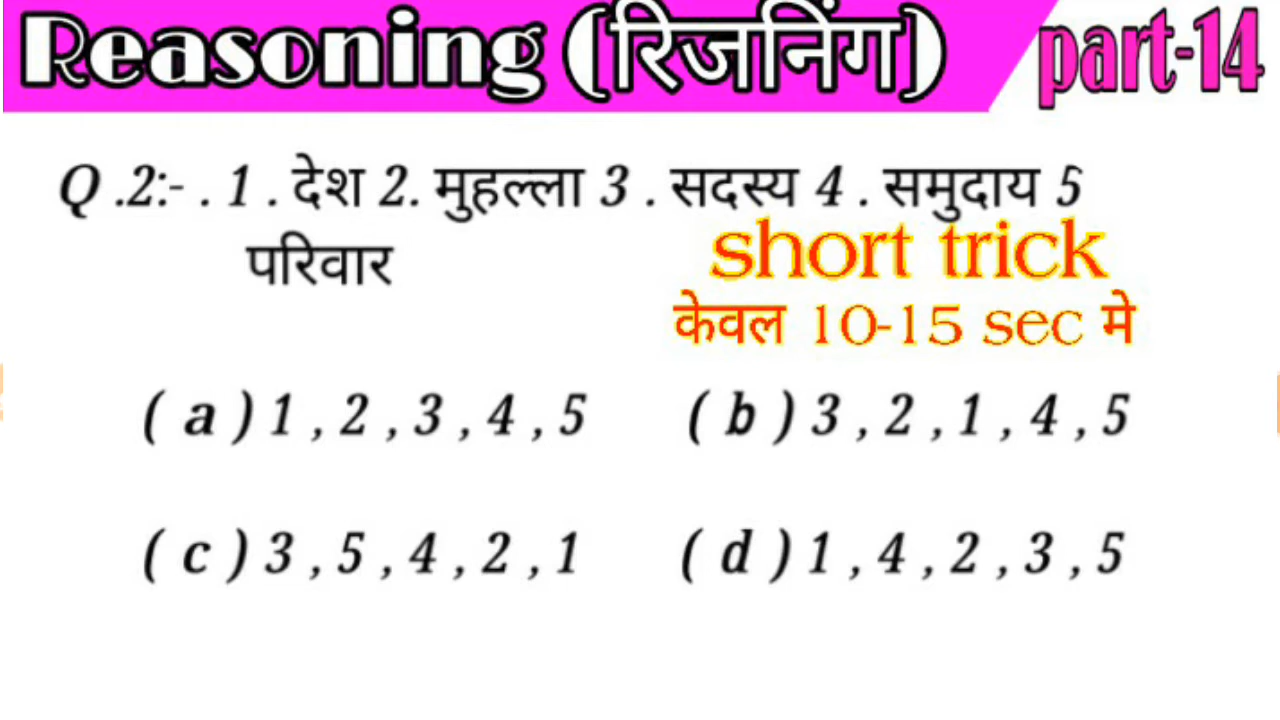 Reasoning (रिजनिंग) part-14
Q .2:- . 1 . देश 2. मुहल्ला 3 . सदस्य 4 . समुदाय 5
परिवार
short trick
केवल 10-15 sec मे
( a ) 1 , 2 , 3 , 4 , 5 ( b ) 3 , 2 , 1 , 4 , 5
( c ) 3 , 5 , 4 , 2 , 1 ( d ) 1 , 4 , 2 , 3 , 5